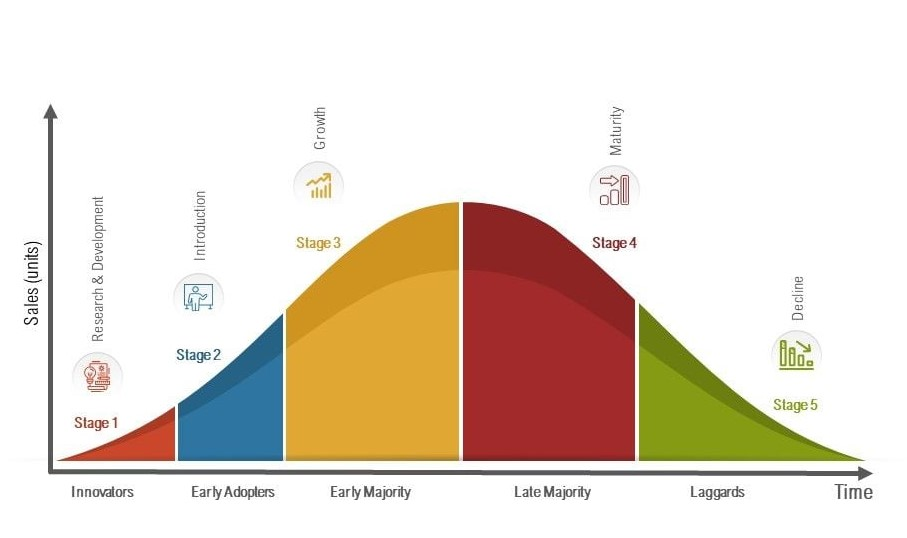 Growth
Maturity
Research & Development
Introduction
Stage 3
Stage 4
Sales (units)
Decline
Stage 2
Stage 5
Stage 1
Innovators
Early Adopters
Early Majority
Late Majority
Laggards
Time